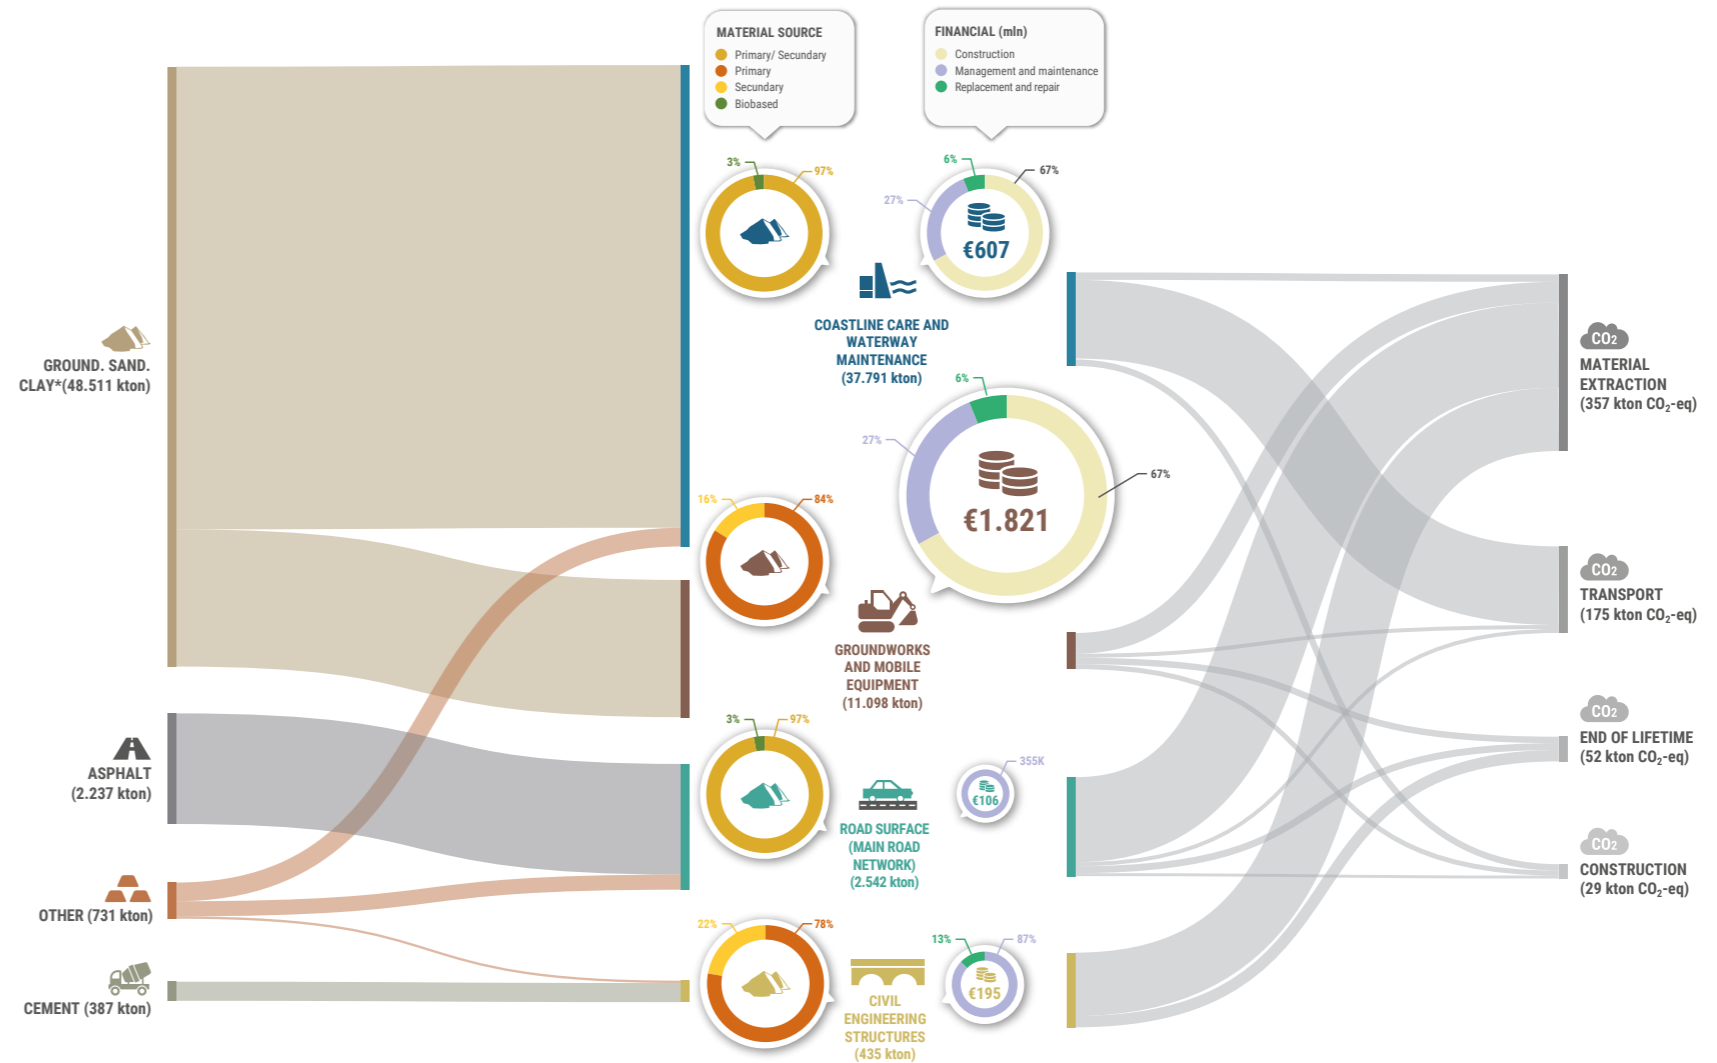 MATERIAL SOURCE
Primary/ Secundary
Primary
Secundary
Biobased
FINANCIAL (mln)
Construction
Management and maintenance
Replacement and repair
3%
97%
6%
67%
27%
€607
COASTLINE CARE AND
WATERWAY
MAINTENANCE
(37.791 kton)
GROUND. SAND.
CLAY*(48.511 kton)
6%
27%
67%
€1.821
16%
84%
GROUNDWORKS
AND MOBILE
EQUIPMENT
(11.098 kton)
ASPHALT
(2.237 kton)
3%
97%
355K
€106
ROAD SURFACE
(MAIN ROAD
NETWORK)
(2.542 kton)
OTHER (731 kton)
22%
78%
13%
87%
€195
CIVIL
ENGINEERING
STRUCTURES
(435 kton)
CEMENT (387 kton)
CO2
MATERIAL
EXTRACTION
(357 kton CO2-eq)
CO2
TRANSPORT
(175 kton CO2-eq)
CO2
END OF LIFETIME
(52 kton CO2-eq)
CO2
CONSTRUCTION
(29 kton CO2-eq)